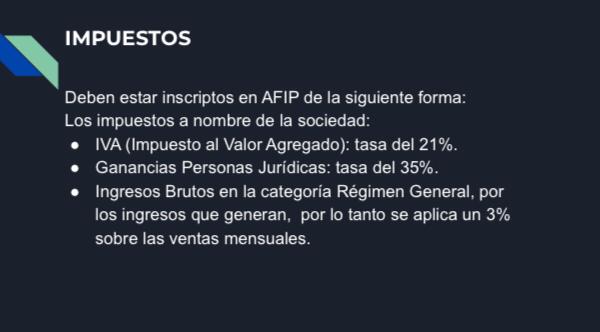 IMPUESTOS
Deben estar inscriptos en AFIP de la siguiente forma:
Los impuestos a nombre de la sociedad:
● IVA (Impuesto al Valor Agregado): tasa del 21%.
● Ganancias Personas Jurídicas: tasa del 35%.
● Ingresos Brutos en la categoría Régimen General, por
los ingresos que generan,  por lo tanto se aplica un 3%
sobre las ventas mensuales.